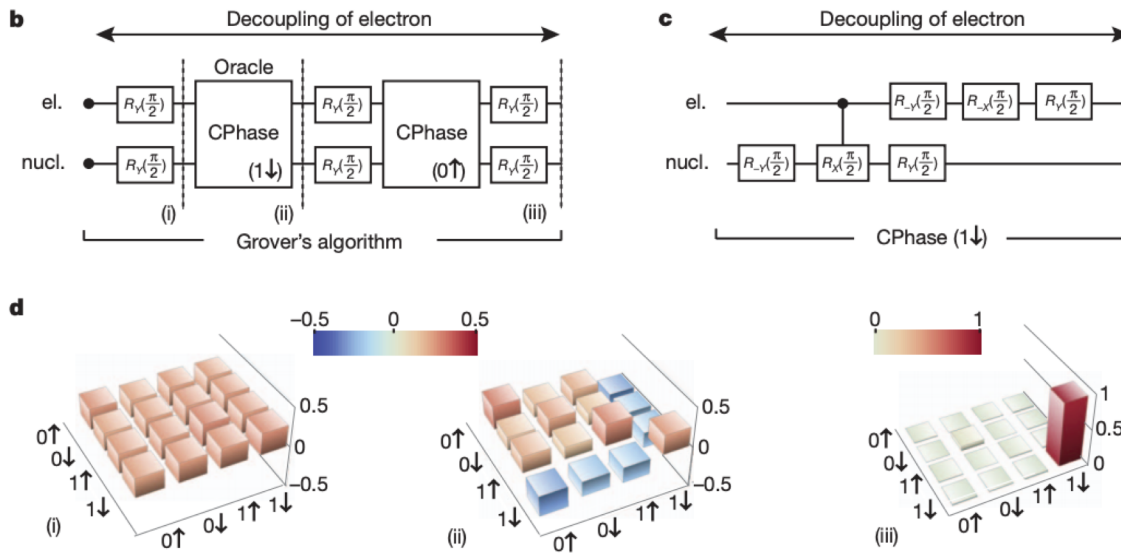 b
Decoupling of electron
Oracle
el.
R_Y(π/2)
CPhase
(1↓)
R_Y(π/2)
CPhase
(0↑)
R_Y(π/2)
nucl.
R_Y(π/2)
R_Y(π/2)
R_Y(π/2)
(i)
(ii)
(iii)
Grover's algorithm
c
Decoupling of electron
el.
R_−Y(π/2)
R_−X(π/2)
R_Y(π/2)
nucl.
R_−Y(π/2)
R_X(π/2)
R_Y(π/2)
CPhase (1↓)
d
−0.5 0 0.5
0 1
0.5
0
−0.5
0↑
0↓
1↑
1↓
0↑
0↓
1↑
1↓
(i)
0.5
0
−0.5
0↑
0↓
1↑
1↓
0↑
0↓
1↑
1↓
(ii)
1
0.5
0
0↑
0↓
1↑
1↓
0↑
0↓
1↑
1↓
(iii)